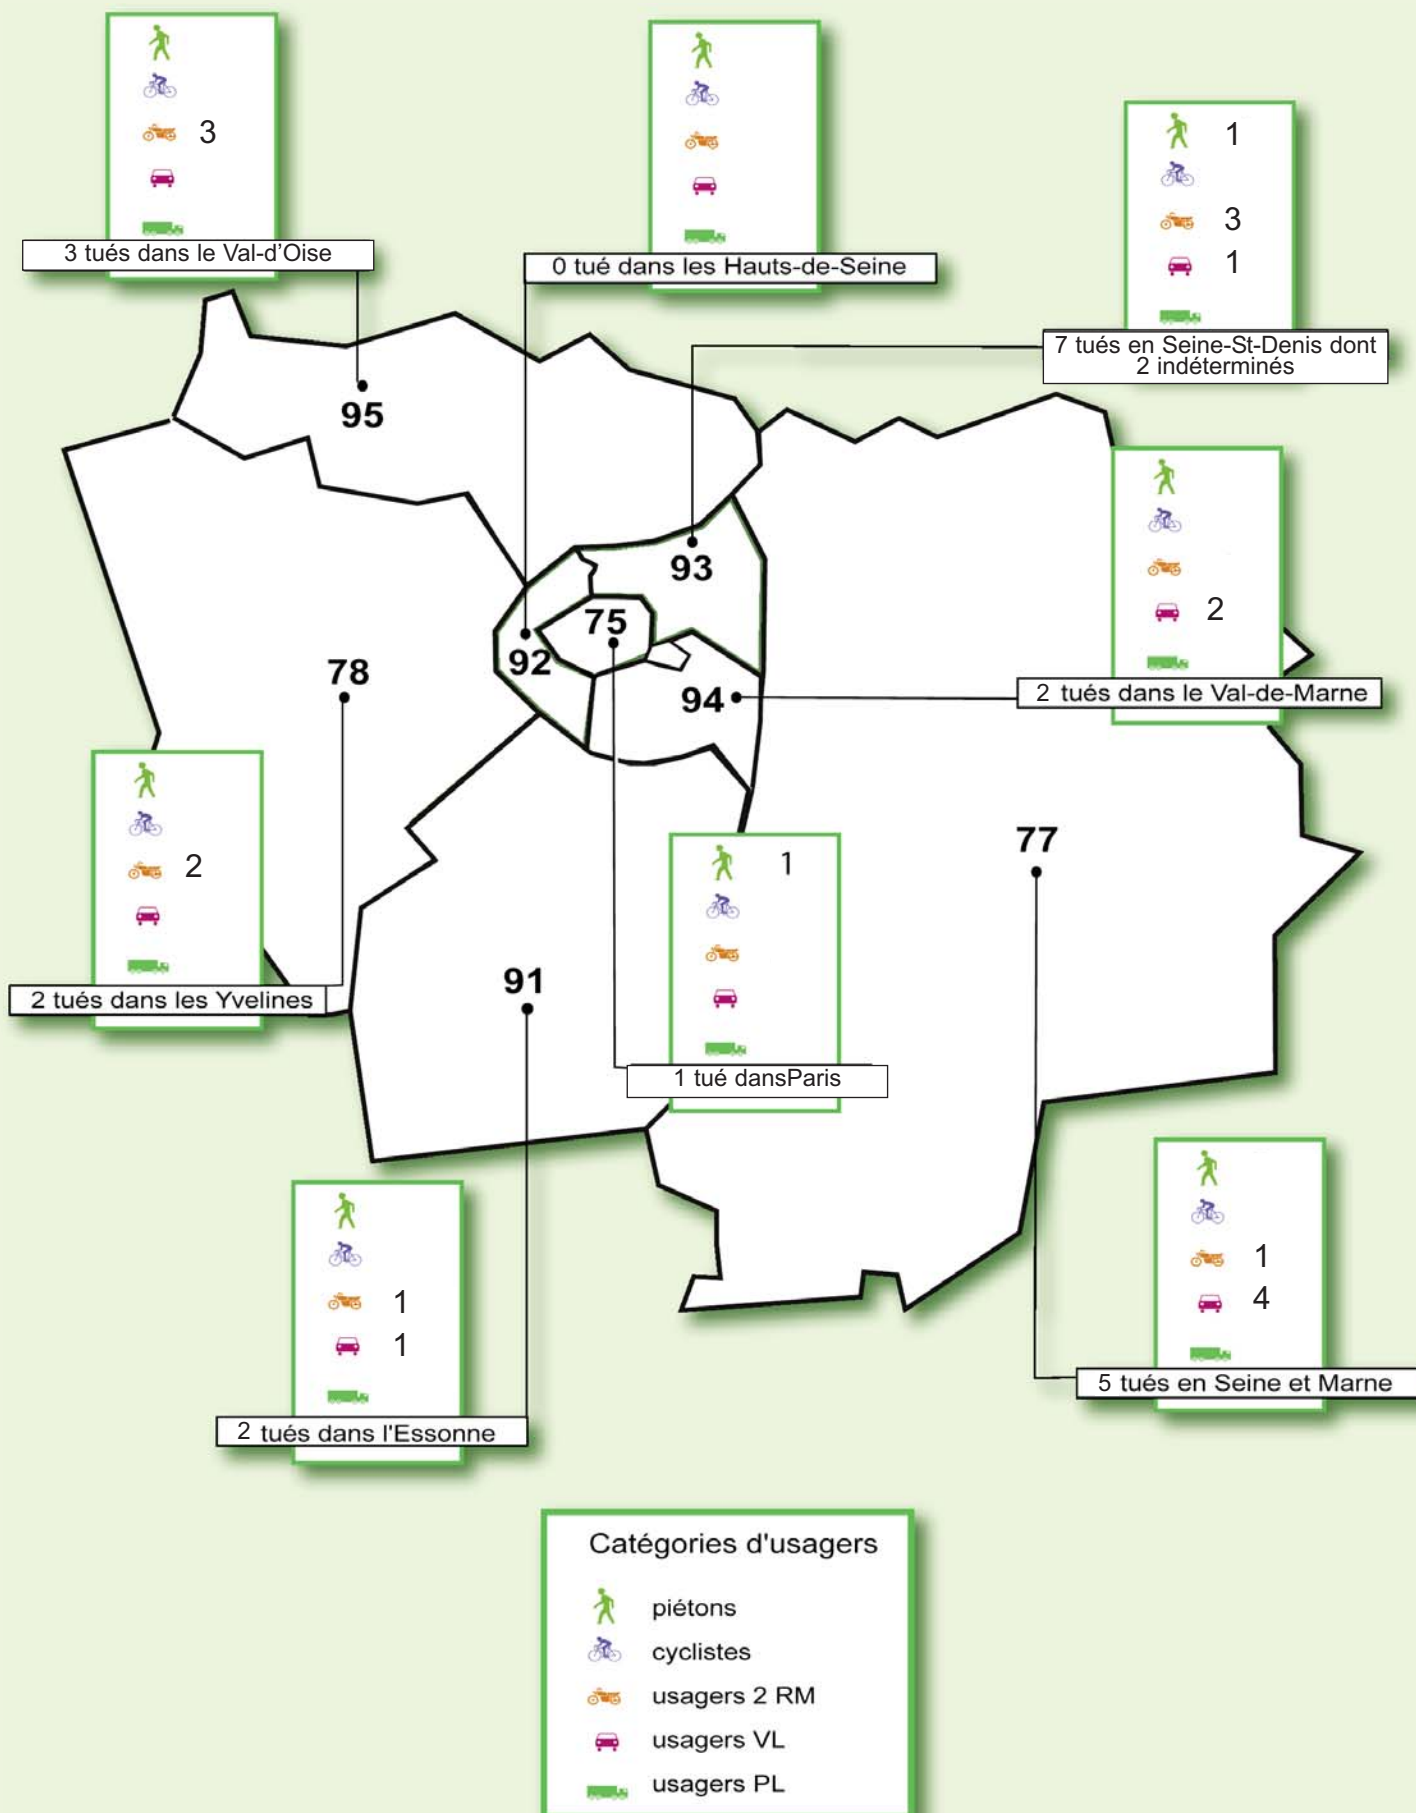 3
3 tués dans le Val-d'Oise
0 tué dans les Hauts-de-Seine
1
3
1
7 tués en Seine-St-Denis dont
2 indéterminés
95
93
75
92
78
94
2
2 tués dans le Val-de-Marne
2
2 tués dans les Yvelines
77
1
1 tué dansParis
91
1
1
2 tués dans l'Essonne
1
4
5 tués en Seine et Marne
Catégories d'usagers
piétons
cyclistes
usagers 2 RM
usagers VL
usagers PL